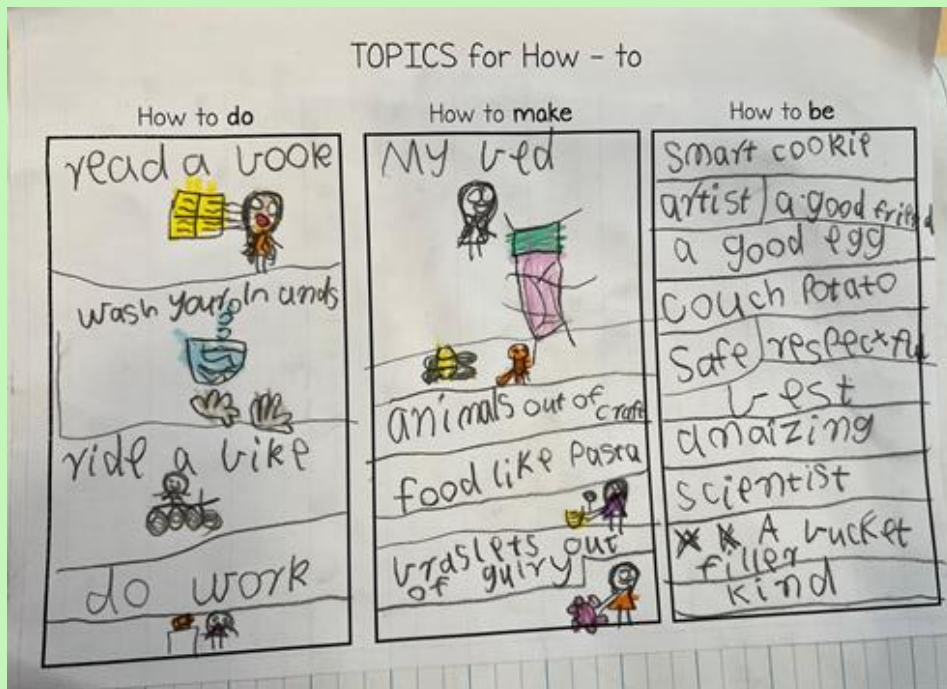 TOPICS for How - to
How to do
read a book
wash your hands
ride a bike
do work
How to make
My bed
animals out of craft
food like Pasta
braslets out
of
How to be
Smart cookie
artist
a good friend
a good egg
couch Potato
Safe
respectful
best
amaizing
scientist
A bucket
filler
kind